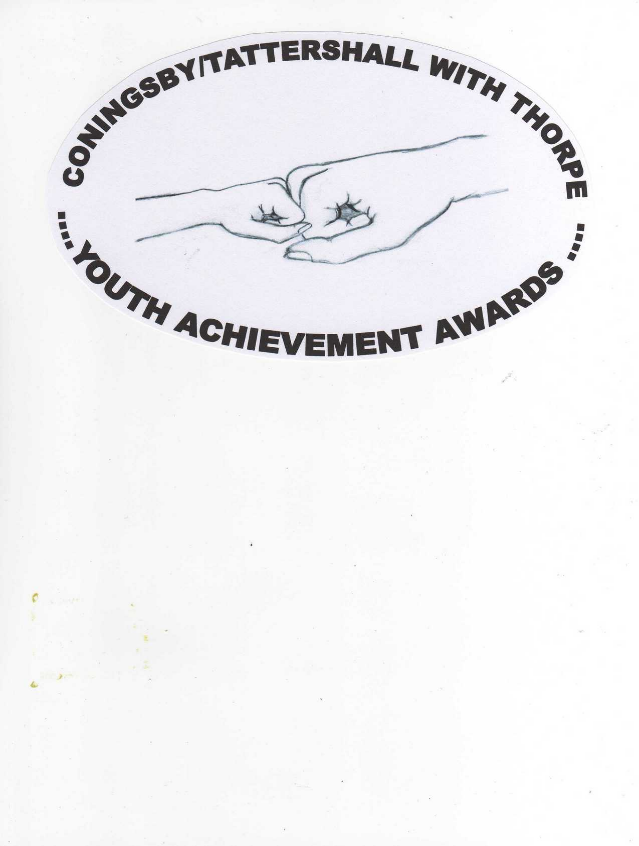 CONINGSBY/TATTERSHALL WITH THORPE
....YOUTH ACHIEVEMENT AWARDS ....